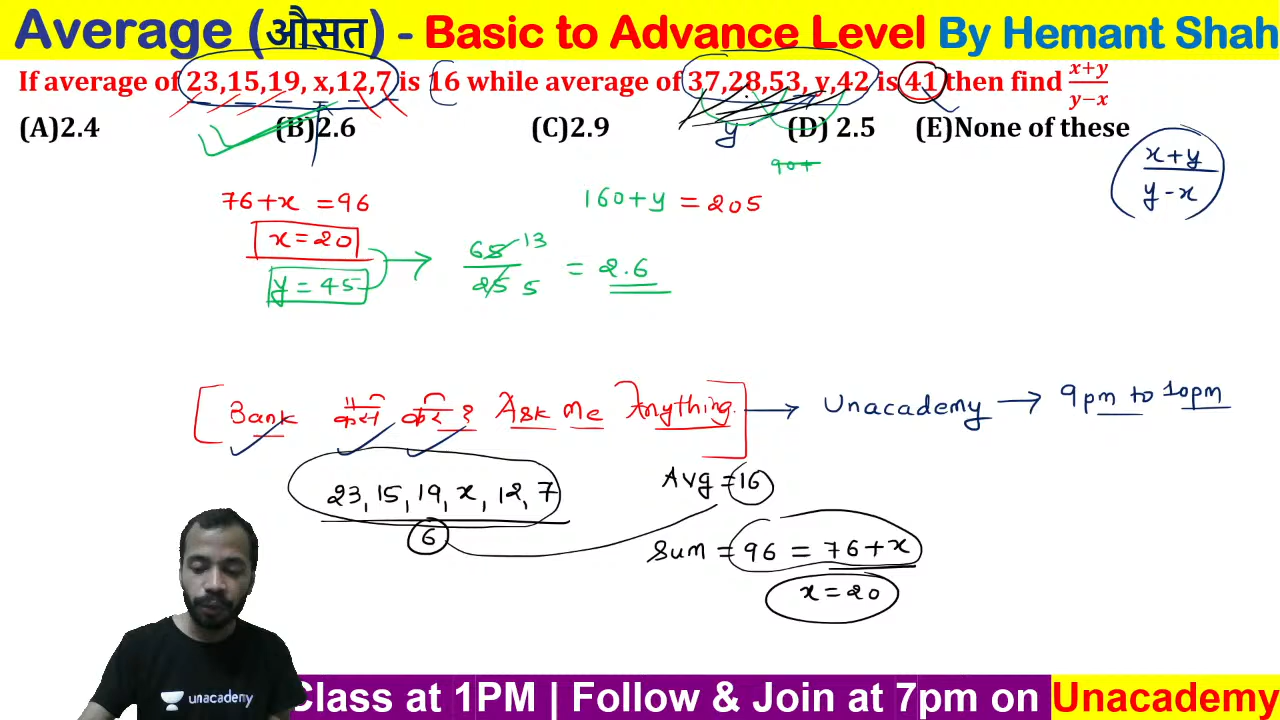 Average (औसत) - Basic to Advance Level By Hemant Shah
If average of 23,15,19, x,12,7 is 16 while average of 37,28,53, y,42 is 41 then find x+y / y−x
(A)2.4 (B)2.6 (C)2.9 (D) 2.5 (E)None of these
y
90+
x+y
y-x
76+x = 96
160+y = 205
x=20
y=45
65 13
25 5
= 2.6
Bank Ask Me Anything. → Unacademy → 9pm to 10pm
23, 15, 19, x, 12, 7
Avg = 16
6
Sum = 96 = 76+x
x=20
unacademy
Class at 1PM | Follow & Join at 7pm on Unacademy